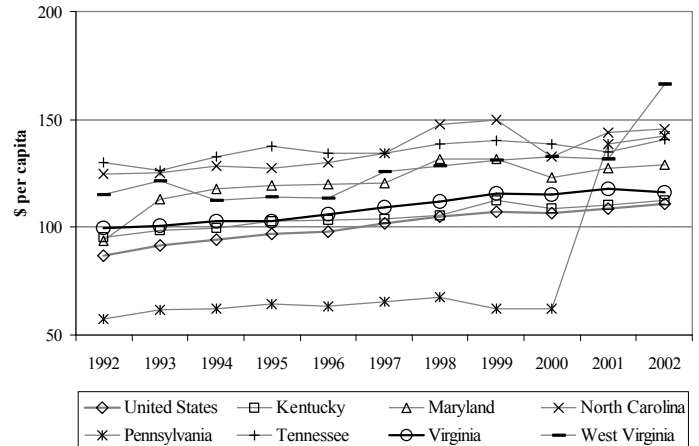 200
150
100
50
$ per capita
1992 1993 1994 1995 1996 1997 1998 1999 2000 2001 2002
United States Kentucky Maryland North Carolina
Pennsylvania Tennessee Virginia West Virginia